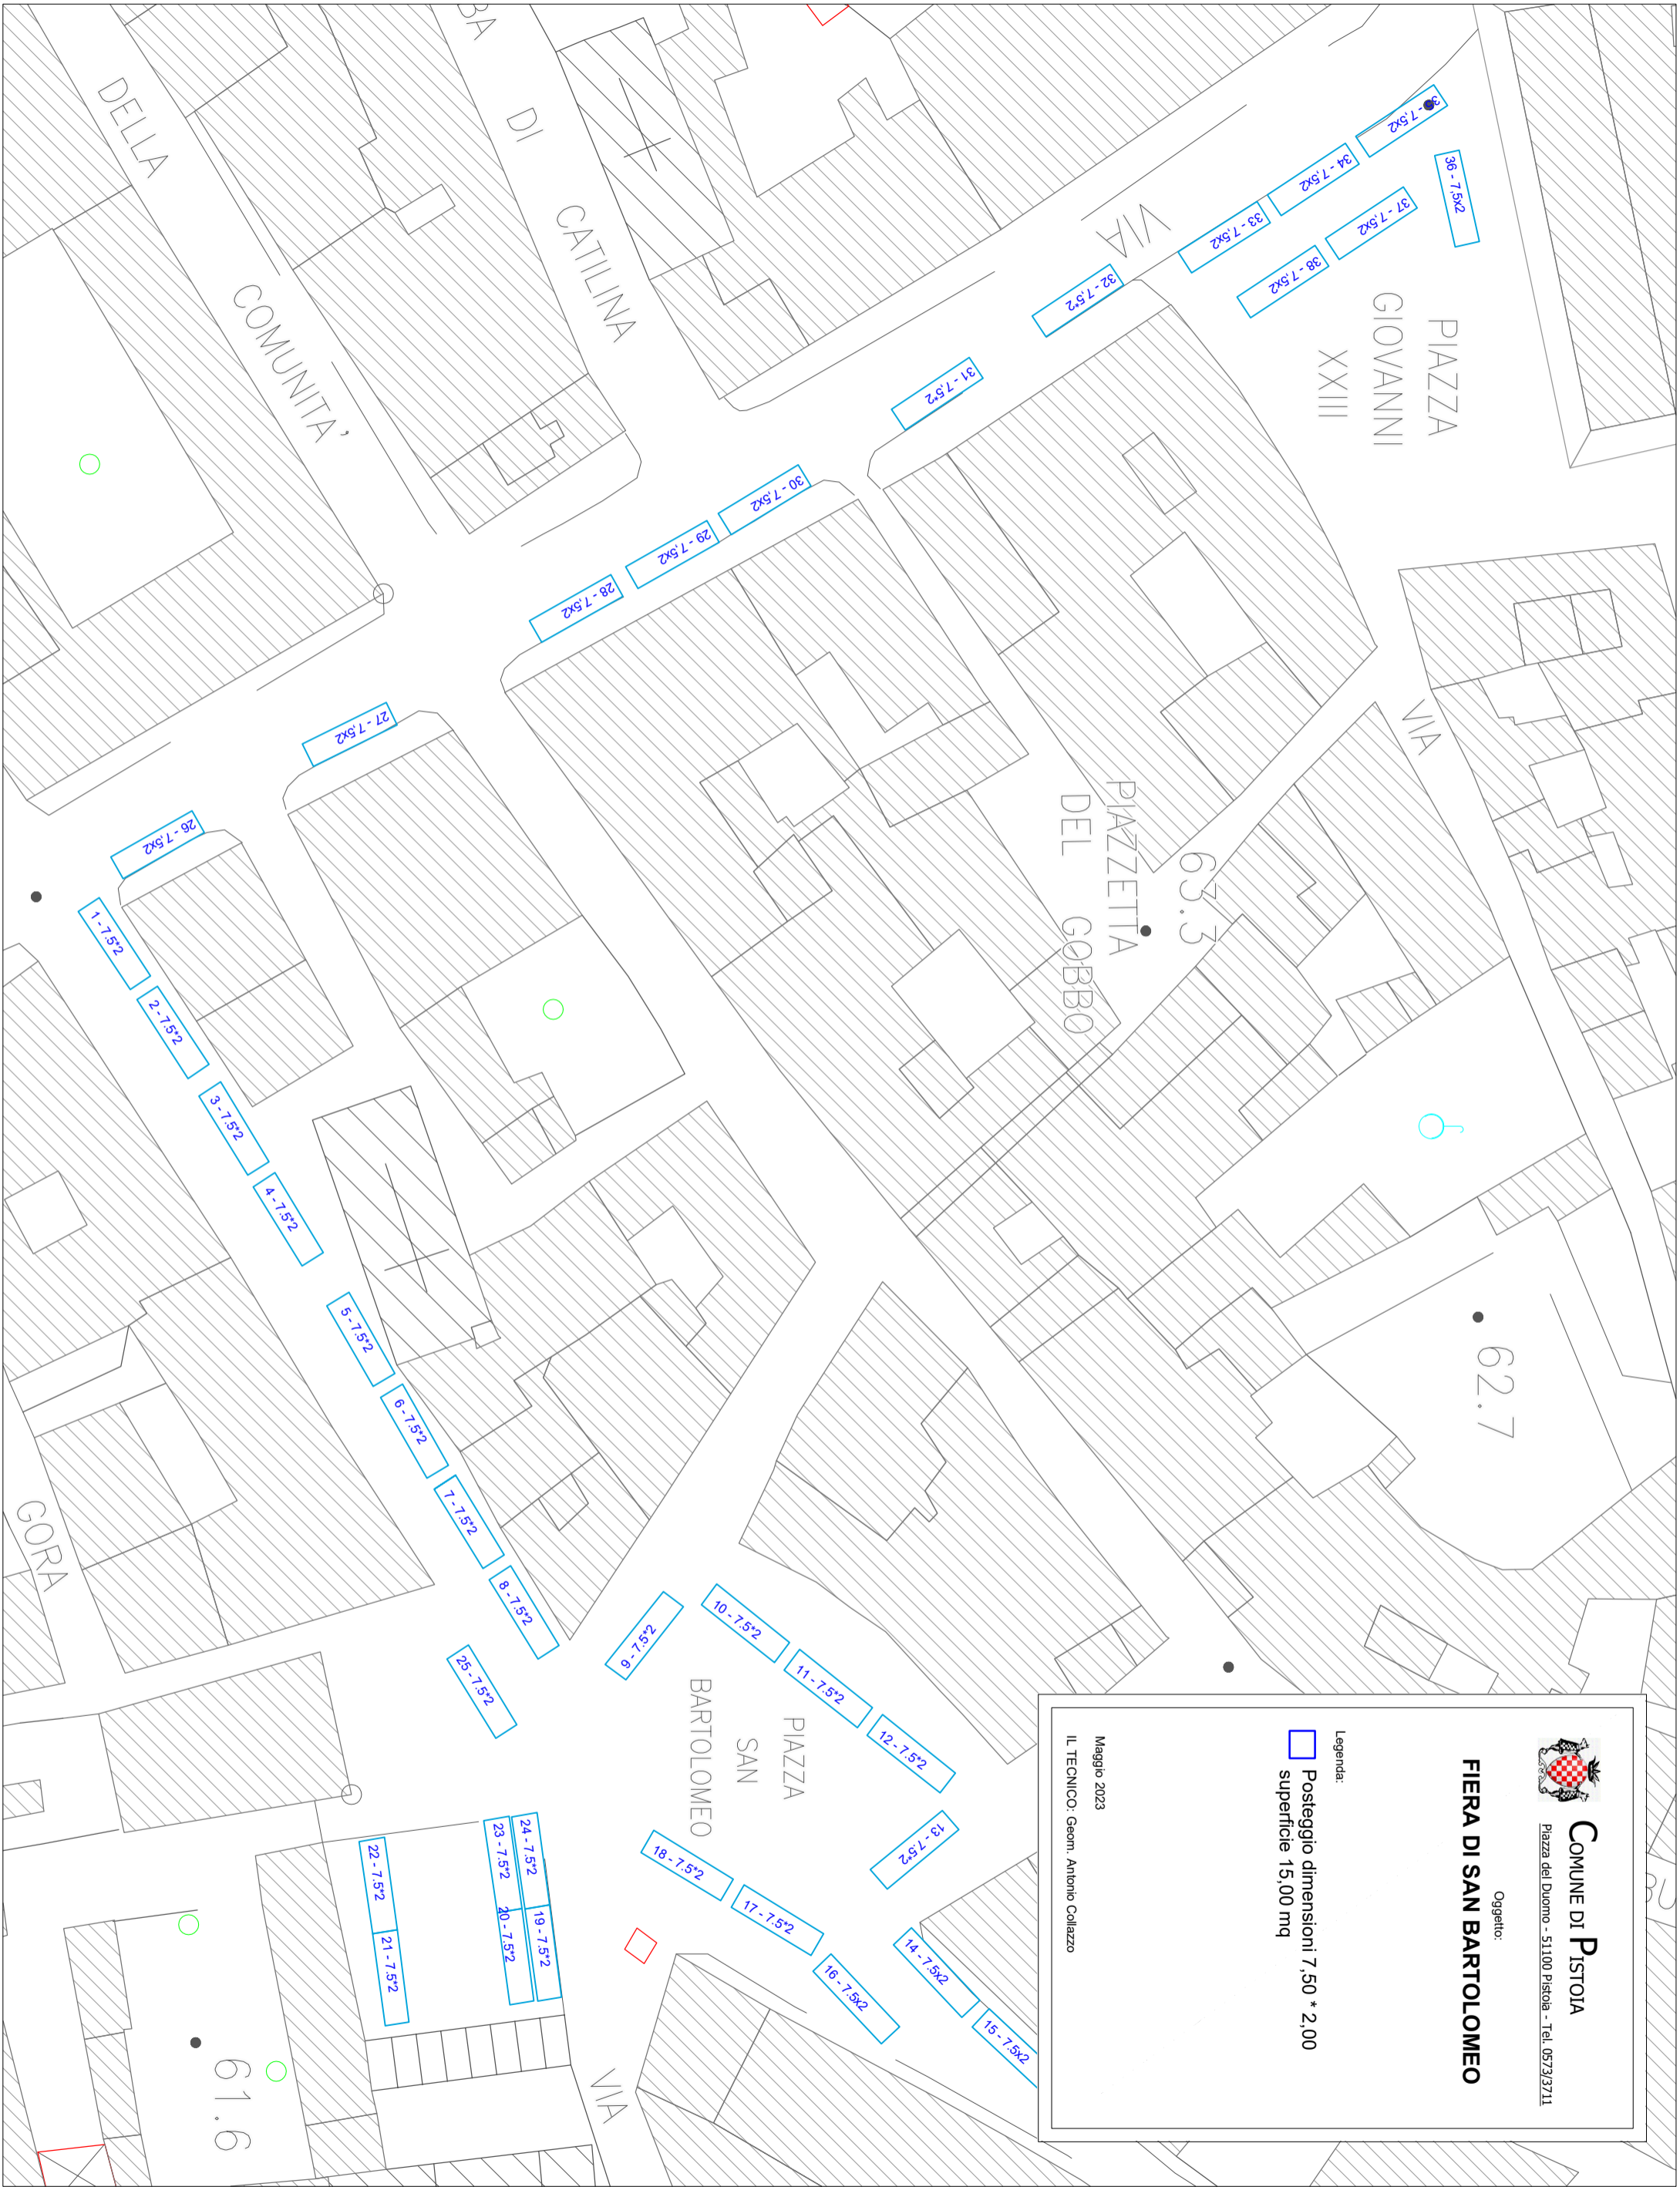 COMUNE DI PISTOIA
Piazza del Duomo - 51100 Pistoia - Tel. 0573/3711
Oggetto:
FIERA DI SAN BARTOLOMEO
Legenda:
Posteggio dimensioni 7,50 * 2,00
superficie 15,00 mq
Maggio 2023
IL TECNICO: Geom. Antonio Collazzo
DELLA
COMUNITA'
BA
DI
CATILINA
VIA
PIAZZA
GIOVANNI
XXIII
VIA
PIAZZETTA
DEL GOBBO
63.3
62.7
GORA
PIAZZA
SAN
BARTOLOMEO
VIA
61.6
1 - 7.5*2
2 - 7.5*2
3 - 7.5*2
4 - 7.5*2
5 - 7.5*2
6 - 7.5*2
7 - 7.5*2
8 - 7.5*2
9 - 7.5*2
10 - 7.5*2
11 - 7.5*2
12 - 7.5*2
13 - 7.5*2
14 - 7.5x2
15 - 7.5x2
16 - 7.5x2
17 - 7.5*2
18 - 7.5*2
19 - 7.5*2
20 - 7.5*2
21 - 7.5*2
22 - 7.5*2
23 - 7.5*2
24 - 7.5*2
25 - 7.5*2
26 - 7,5x2
27 - 7,5x2
28 - 7,5x2
29 - 7,5x2
30 - 7,5x2
31 - 7,5*2
32 - 7,5*2
33 - 7,5x2
34 - 7,5x2
35 - 7,5x2
36 - 7,5x2
37 - 7,5x2
38 - 7,5x2